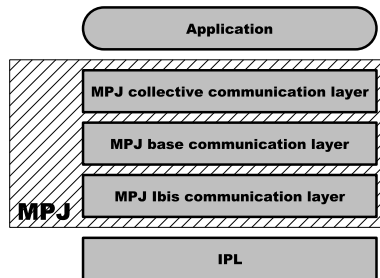 Application
MPJ collective communication layer
MPJ base communication layer
MPJ Ibis communication layer
MPJ
IPL